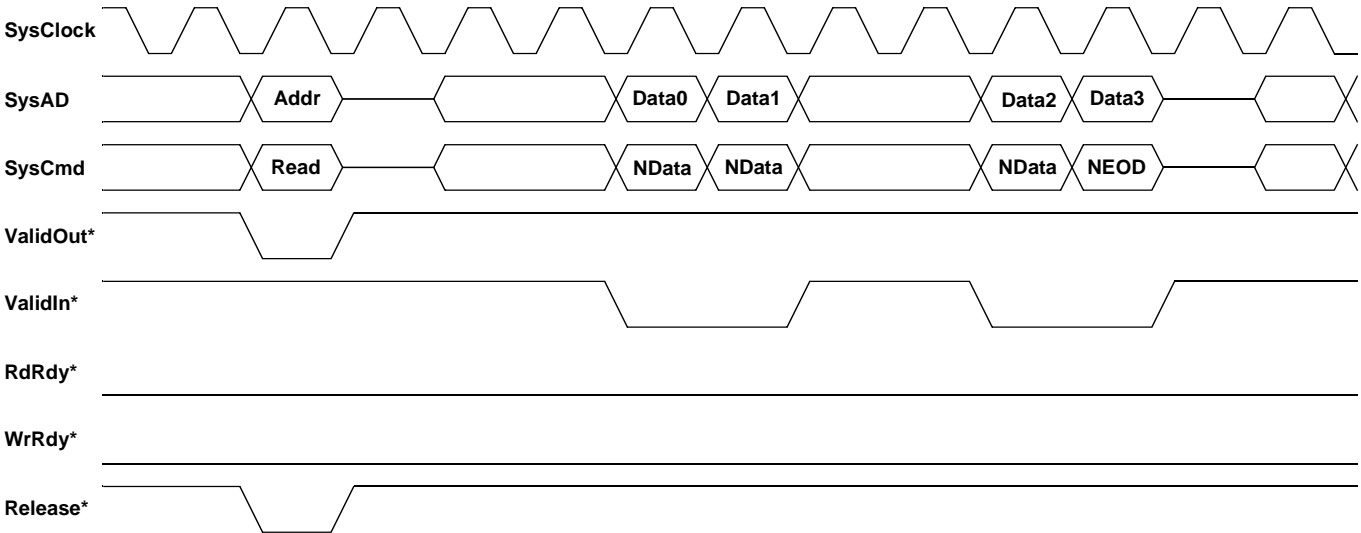 SysClock
SysAD Addr Data0 Data1 Data2 Data3
SysCmd Read NData NData NData NEOD
ValidOut*
ValidIn*
RdRdy*
WrRdy*
Release*